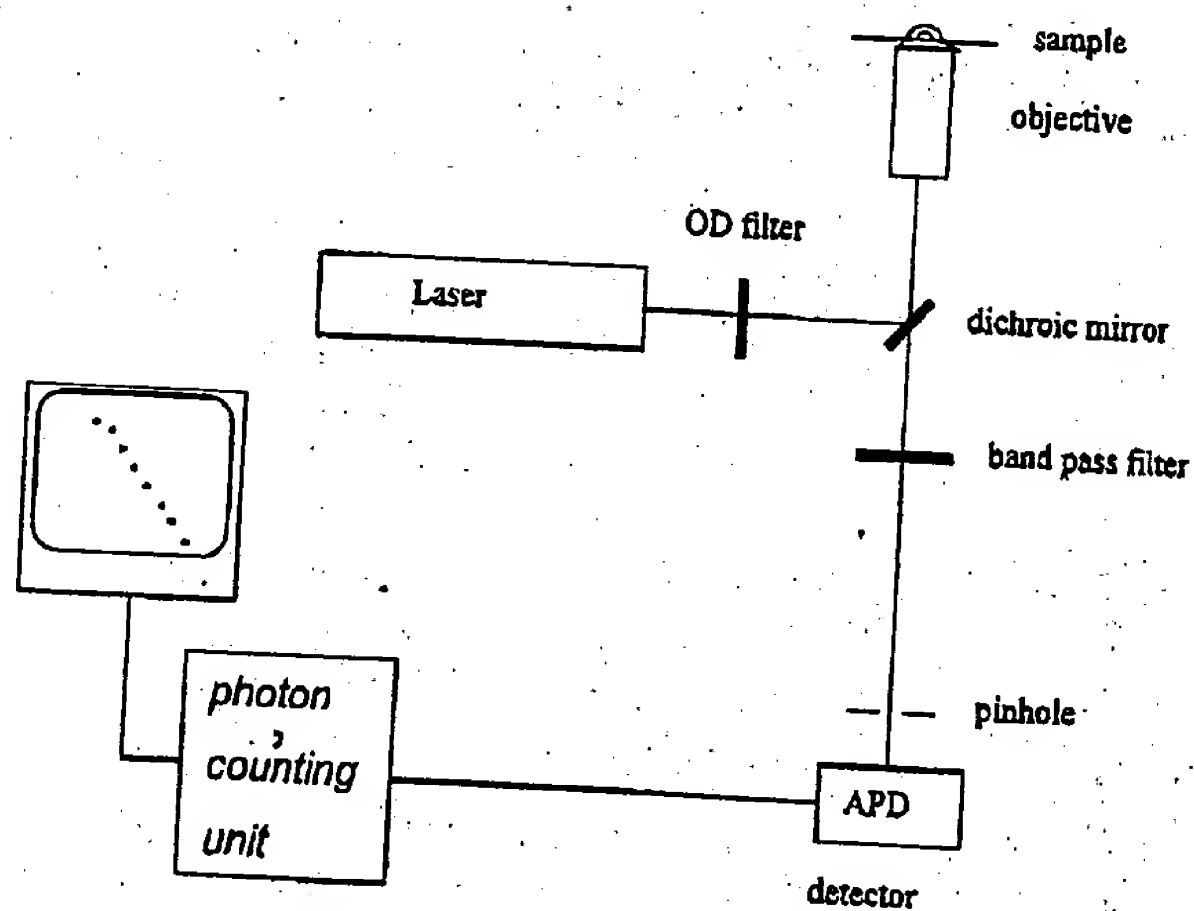 sample
objective
OD filter
Laser
dichroic mirror
band pass filter
photon
counting
unit
pinhole
APD
detector